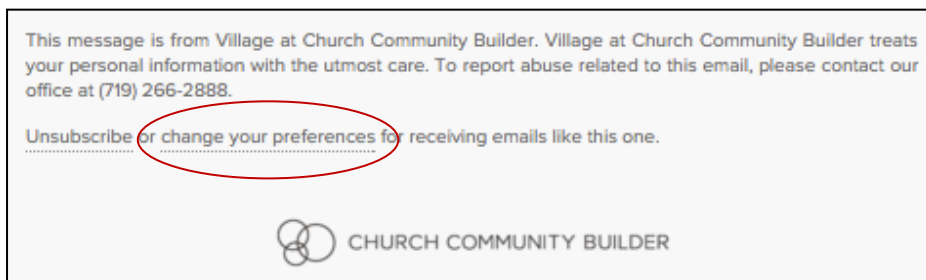 This message is from Village at Church Community Builder. Village at Church Community Builder treats
your personal information with the utmost care. To report abuse related to this email, please contact our
office at (719) 266-2888.
Unsubscribe or change your preferences for receiving emails like this one.
CHURCH COMMUNITY BUILDER